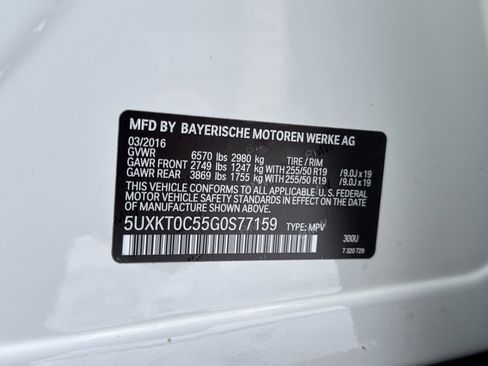 MFD BY BAYERISCHE MOTOREN WERKE AG
03/2016
GVWR 6570 lbs 2980 kg TIRE / RIM
GAWR FRONT 2749 lbs 1247 kg WITH 255/50 R19 / 9.0J x 19
GAWR REAR 3869 lbs 1755 kg WITH 255/50 R19 / 9.0J x 19
THIS VEHICLE CONFORMS TO ALL APPLICABLE U. S. FEDERAL
MOTOR VEHICLE SAFETY STANDARDS IN EFFECT
ON THE DATE OF MANUFACTURE SHOWN ABOVE.
5UXKT0C55G0S77159 TYPE: MPV 300U
7 320 729